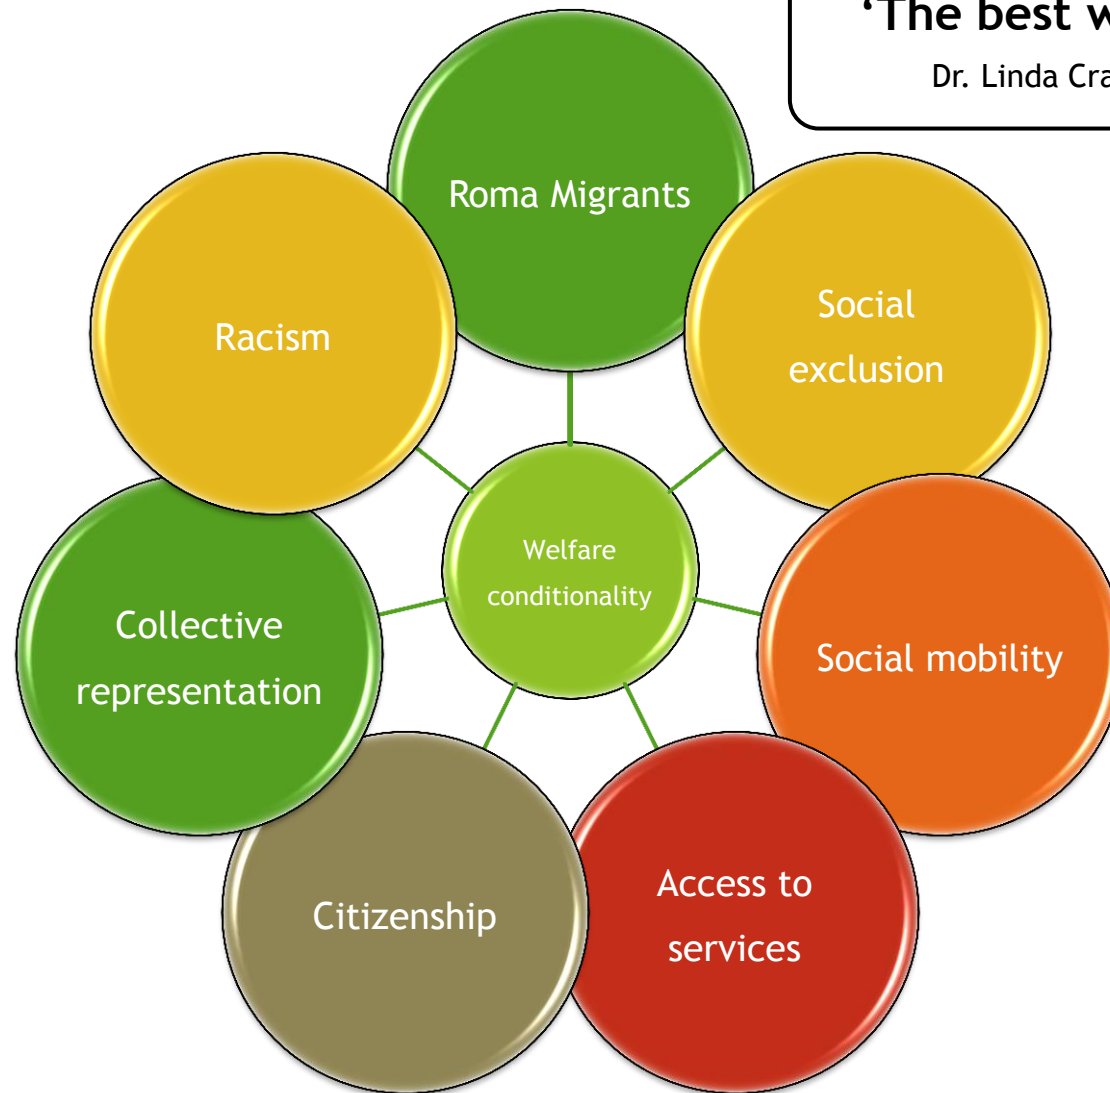 ‘The best
Dr. Linda
Roma Migrants
Social
exclusion
Racism
Welfare
conditionality
Collective
representation
Social mobility
Access to
services
Citizenship